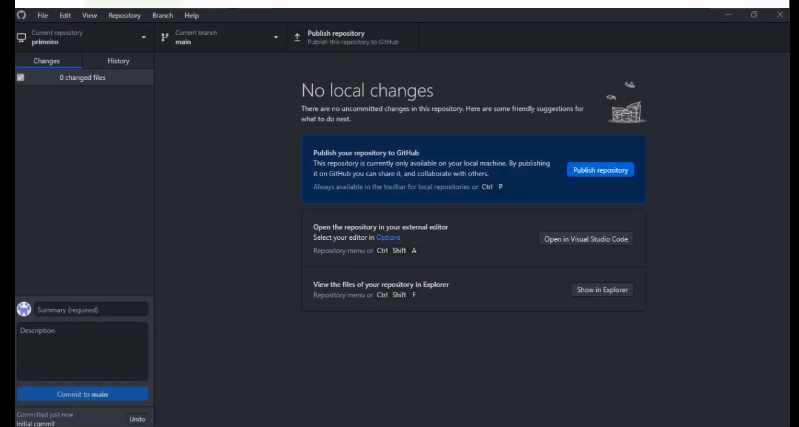 File Edit View Repository Branch Help
Current repository
primeiro
Current branch
main
Publish repository
Publish this repository to GitHub
Changes History
0 changed files
No local changes
There are no uncommitted changes in this repository. Here are some friendly suggestions for
what to do next.
Publish your repository to GitHub
This repository is currently only available on your local machine. By publishing
it on GitHub you can share it, and collaborate with others.
Always available in the toolbar for local repositories or Ctrl P
Publish repository
Open the repository in your external editor
Select your editor in Options
Repository menu or Ctrl Shift A
Open in Visual Studio Code
View the files of your repository in Explorer
Repository menu or Ctrl Shift F
Show in Explorer
Summary (required)
Description
Commit to main
Committed just now
Initial commit
Undo